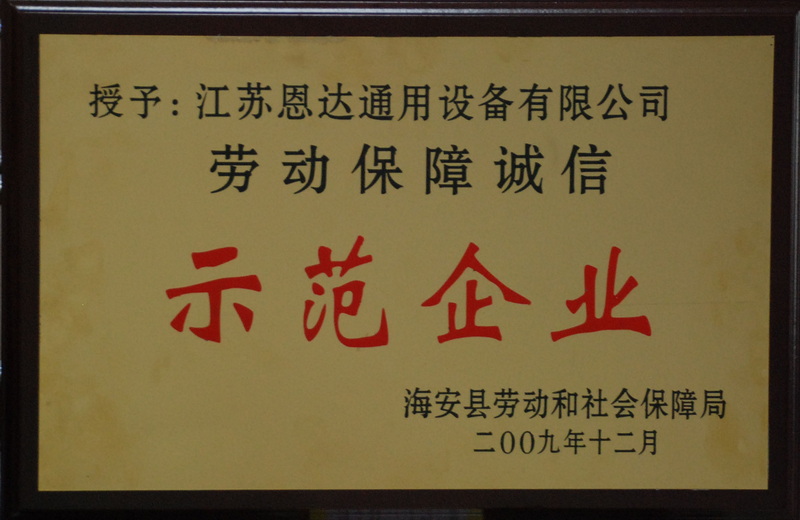 授予：江苏恩达通用设备有限公司
劳动保障诚信
示范企业
海安县劳动和社会保障局
二00九年十二月